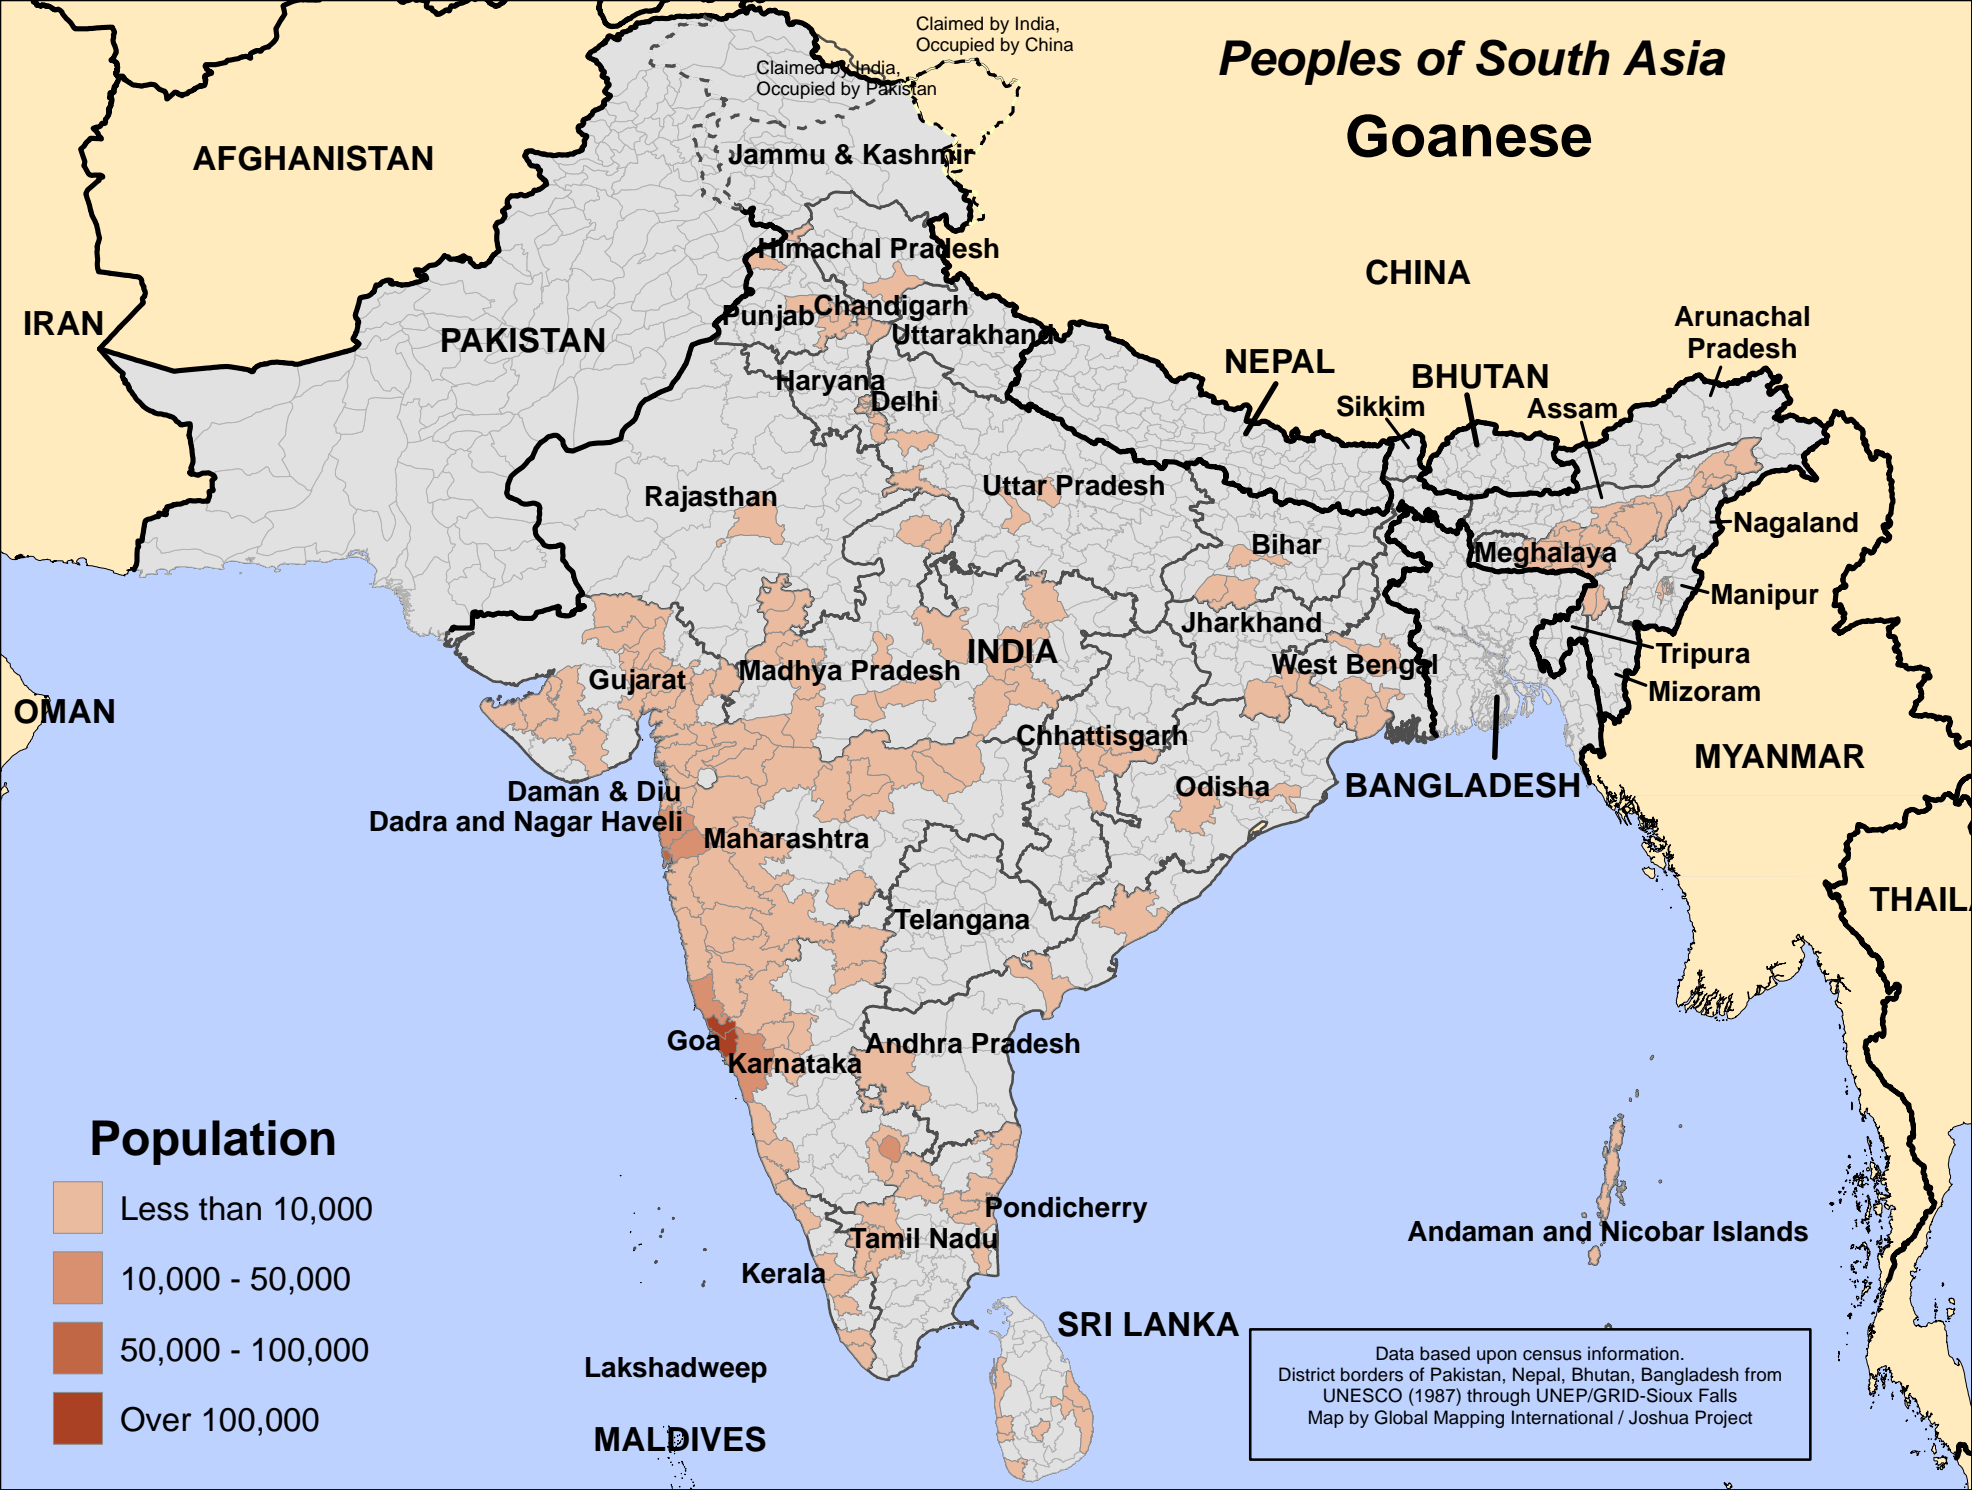 Claimed by India,
Occupied by China
Peoples of South Asia
Goanese
Claimed by India,
Occupied by Pakistan
AFGHANISTAN
Jammu & Kashmir
Himachal Pradesh
CHINA
IRAN
PAKISTAN
Punjab
Chandigarh
Uttarakhand
Arunachal
Pradesh
NEPAL
BHUTAN
Haryana
Delhi
Sikkim
Assam
Rajasthan
Uttar Pradesh
Nagaland
Bihar
Meghalaya
Manipur
Jharkhand
INDIA
Tripura
Madhya Pradesh
West Bengal
Gujarat
Mizoram
OMAN
Chhattisgarh
MYANMAR
Odisha
BANGLADESH
Daman & Diu
Dadra and Nagar Haveli
Maharashtra
THAIL
Telangana
Goa
Andhra Pradesh
Karnataka
Population
Less than 10,000
10,000 - 50,000
50,000 - 100,000
Over 100,000
Pondicherry
Andaman and Nicobar Islands
Tamil Nadu
Kerala
SRI LANKA
Lakshadweep
MALDIVES
Data based upon census information.
District borders of Pakistan, Nepal, Bhutan, Bangladesh from
UNESCO (1987) through UNEP/GRID-Sioux Falls
Map by Global Mapping International / Joshua Project